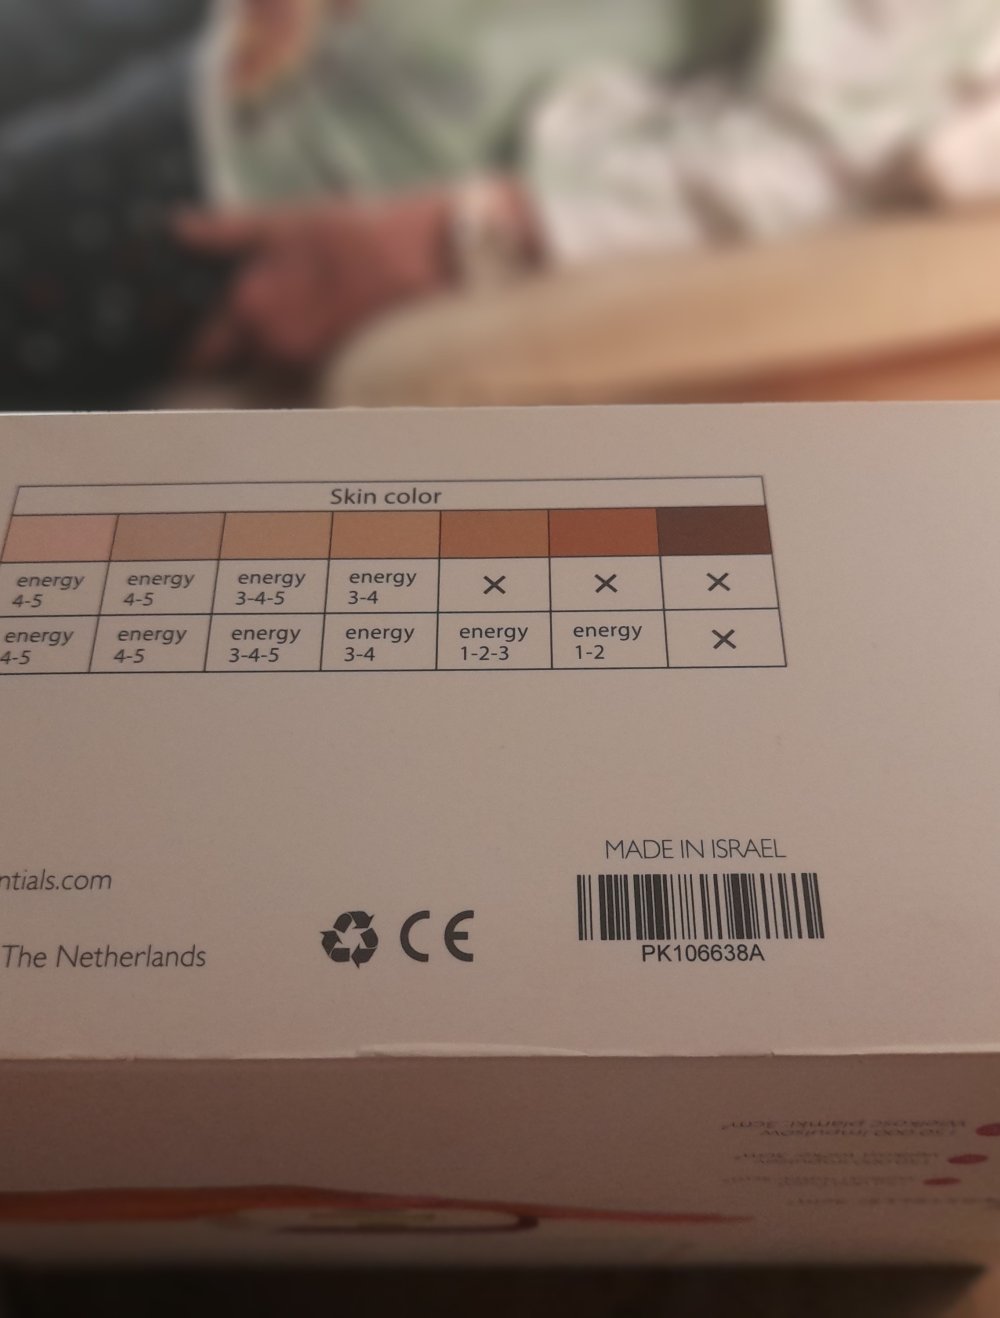 Skin color
energy energy energy energy
4-5 4-5 3-4-5 3-4 X X X
energy energy energy energy energy energy
4-5 4-5 3-4-5 3-4 1-2-3 1-2 X
MADE IN ISRAEL
ntials.com
CE
PK106638A
The Netherlands